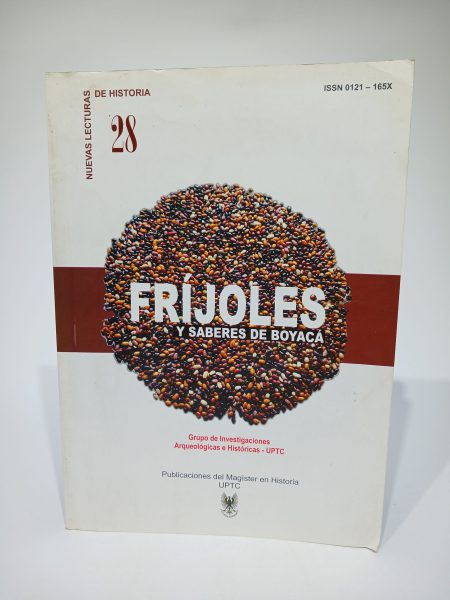 NUEVAS LECTURAS
DE HISTORIA
28
ISSN 0121 – 165X
FRÍJOLES
Y SABERES DE BOYACÁ
Grupo de Investigaciones
Arqueológicas e Históricas - UPTC
Publicaciones del Magíster en Historia
UPTC